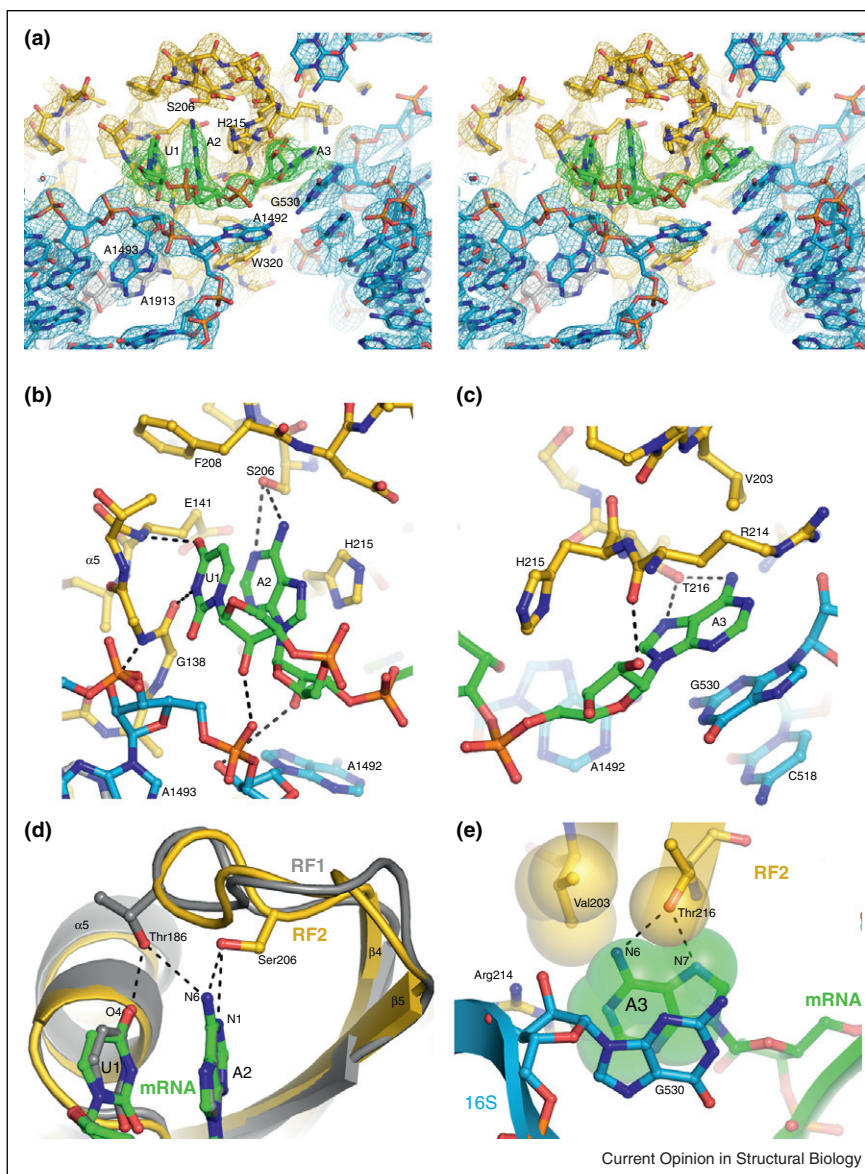 (a)
S206
H215
U1
A2
A3
G530
A1492
A1493
W320
A1913
(b)
F208
S206
E141
α5
U1
A2
H215
G138
A1492
A1493
(c)
V203
R214
H215
T216
A3
G530
A1492
C518
(d)
RF1
α5
Thr186
RF2
β4
Ser206
N6
β5
O4
N1
U1
A2
mRNA
(e)
RF2
Val203
Thr216
N6
N7
Arg214
A3
mRNA
16S
G530
Current Opinion in Structural Biology